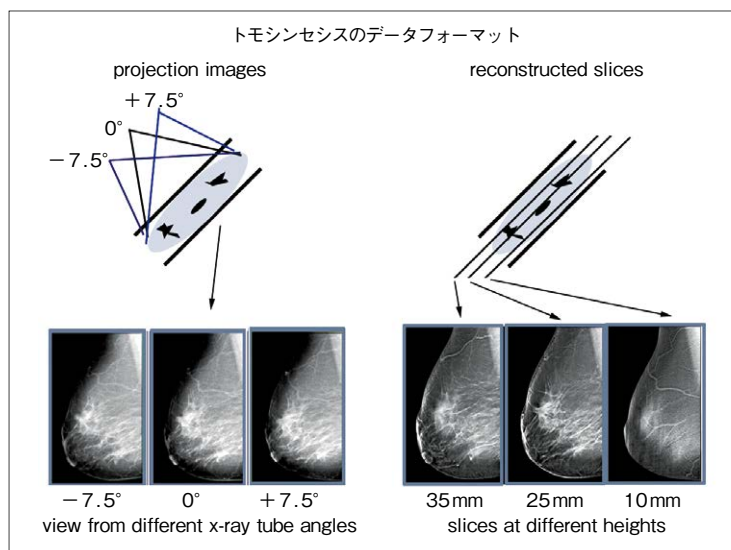 トモシンセシスのデータフォーマット
projection images
+7.5°
0°
−7.5°
−7.5° 0° +7.5°
view from different x-ray tube angles
reconstructed slices
35mm 25mm 10mm
slices at different heights